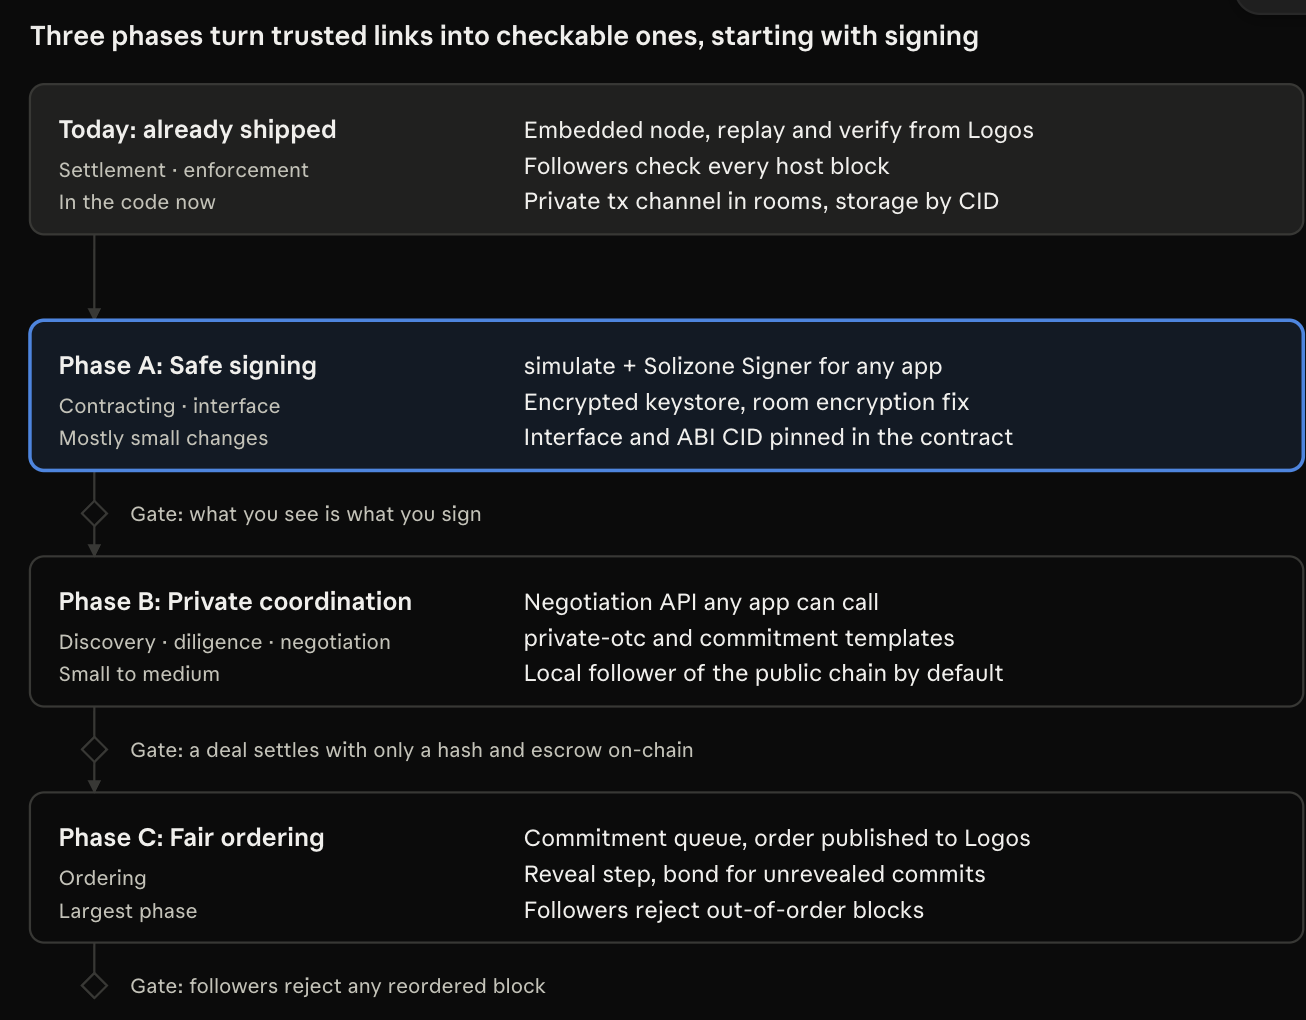 Three phases turn trusted links into checkable ones, starting with signing
Today: already shipped
Settlement · enforcement
In the code now
Embedded node, replay and verify from Logos
Followers check every host block
Private tx channel in rooms, storage by CID
Phase A: Safe signing
Contracting · interface
Mostly small changes
simulate + Solizone Signer for any app
Encrypted keystore, room encryption fix
Interface and ABI CID pinned in the contract
Gate: what you see is what you sign
Phase B: Private coordination
Discovery · diligence · negotiation
Small to medium
Negotiation API any app can call
private-otc and commitment templates
Local follower of the public chain by default
Gate: a deal settles with only a hash and escrow on-chain
Phase C: Fair ordering
Ordering
Largest phase
Commitment queue, order published to Logos
Reveal step, bond for unrevealed commits
Followers reject out-of-order blocks
Gate: followers reject any reordered block